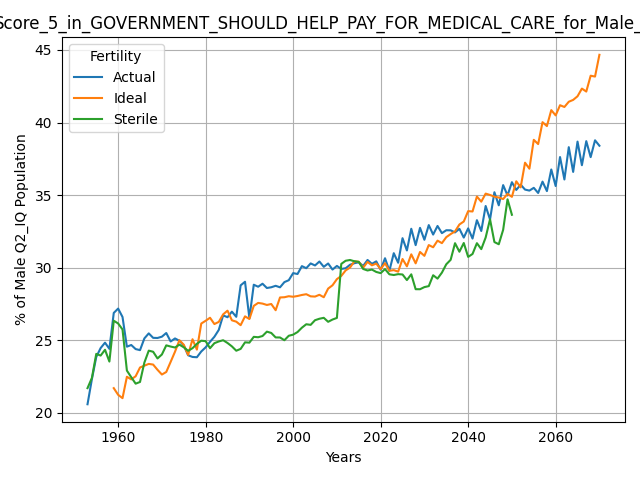 Score_5_in_GOVERNMENT_SHOULD_HELP_PAY_FOR_MEDICAL_CARE_for_Male_
Fertility
Actual
Ideal
Sterile
45
40
35
30
25
20
% of Male Q2_IQ Population
1960 1980 2000 2020 2040 2060
Years